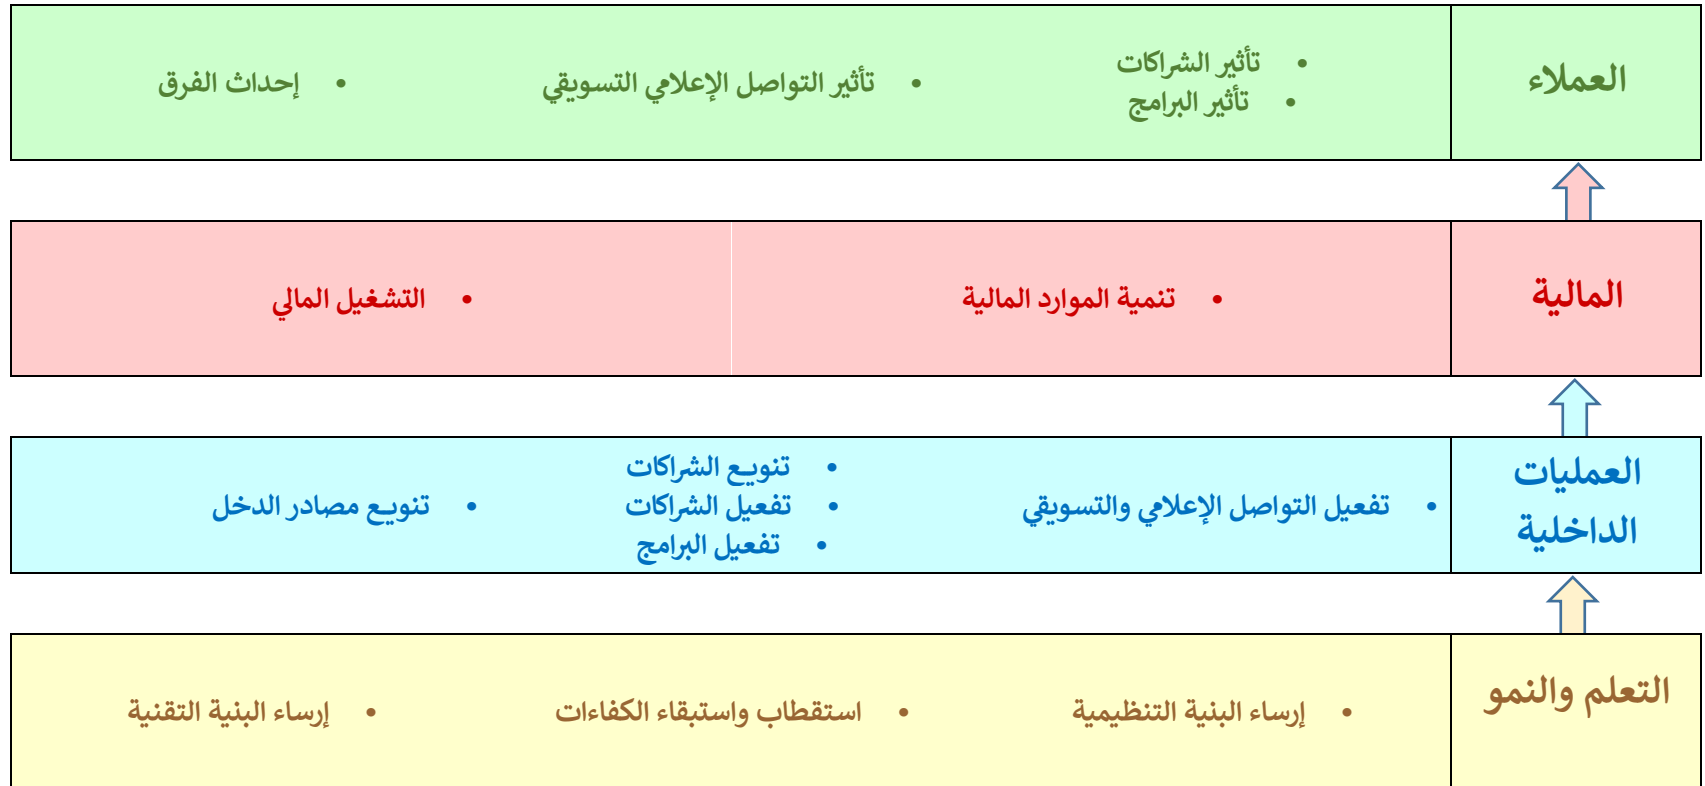 العملاء
• تأثير الشراكات
• تأثير البرامج
• تأثير التواصل الإعلامي التسويقي
• إحداث الفرق
المالية
• تنمية الموارد المالية
• التشغيل المالي
العمليات
الداخلية
• تفعيل التواصل الإعلامي والتسويقي
• تنويع الشراكات
• تفعيل الشراكات
• تفعيل البرامج
• تنويع مصادر الدخل
التعلم والنمو
• إرساء البنية التنظيمية
• استقطاب واستبقاء الكفاءات
• إرساء البنية التقنية